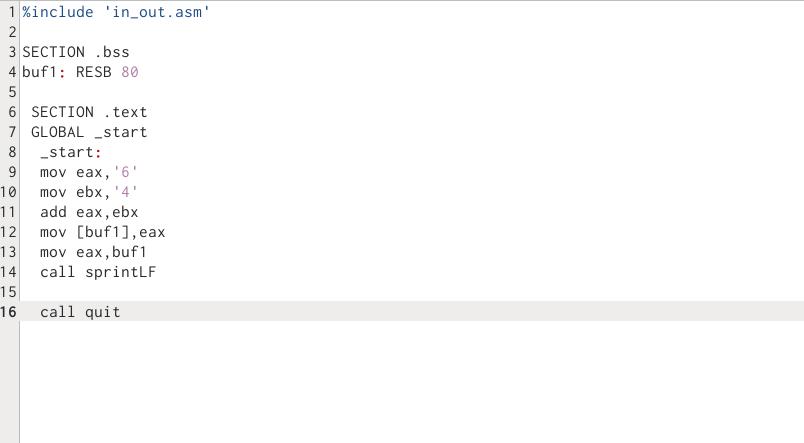 1 %include 'in_out.asm'
2
3 SECTION .bss
4 buf1: RESB 80
5
6 SECTION .text
7 GLOBAL _start
8 _start:
9 mov eax,'6'
10 mov ebx,'4'
11 add eax,ebx
12 mov [buf1],eax
13 mov eax,buf1
14 call sprintLF
15
16 call quit